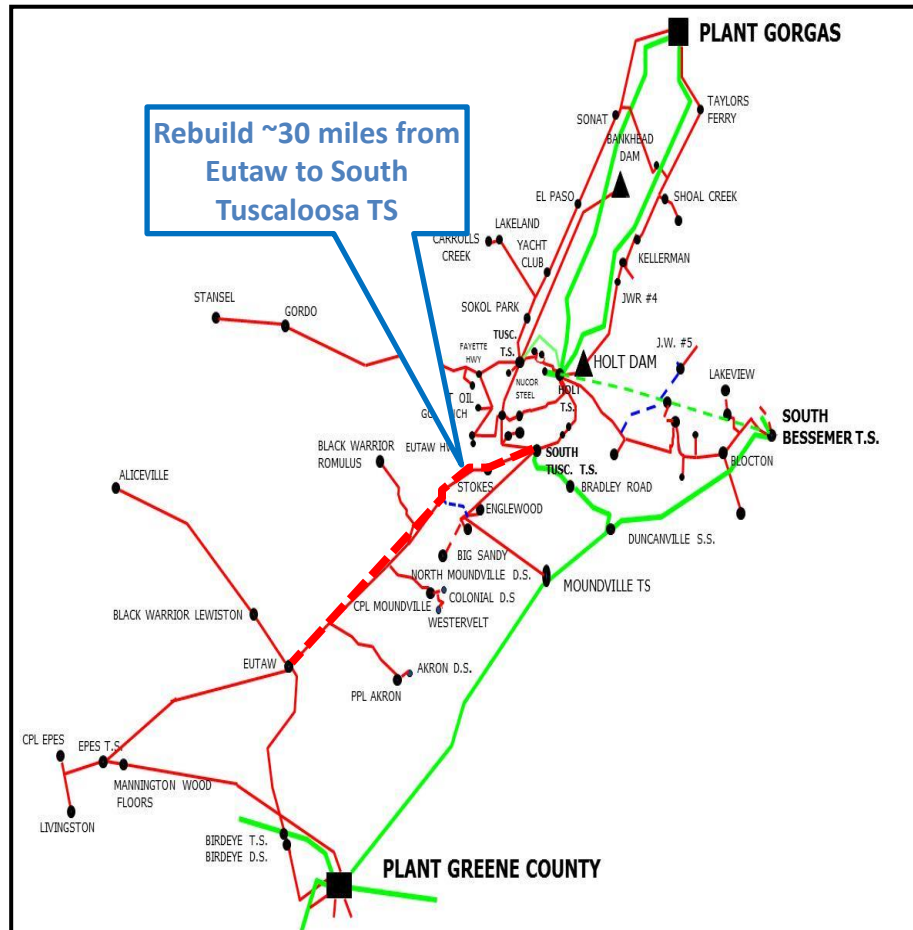 PLANT GORGAS
Rebuild ~30 miles from
Eutaw to South
Tuscaloosa TS
SONAT
TAYLORS
FERRY
BANKHEAD
DAM
EL PASO
SHOAL CREEK
LAKELAND
CARROLLS
CREEK
YACHT
CLUB
KELLERMAN
JWR #4
STANSEL
GORDO
SOKOL PARK
TUSC.
T.S.
FAYETTE
HWY
HOLT DAM
J.W. #5
LAKEVIEW
NUCOR
STEEL
HOLT
T.S.
T OIL
SOUTH
BESSEMER T.S.
EUTAW
BLACK WARRIOR
ROMULUS
SOUTH
TUSC. T.S.
BLOCTON
ALICEVILLE
STOKES
BRADLEY ROAD
ENGLEWOOD
DUNCANVILLE S.S.
BIG SANDY
NORTH MOUNDVILLE D.S.
MOUNDVILLE TS
CPL MOUNDVILLE
COLONIAL D.S
WESTERVELT
BLACK WARRIOR LEWISTON
EUTAW
AKRON D.S.
PPL AKRON
CPL EPES
EPES T.S.
MANNINGTON WOOD
FLOORS
LIVINGSTON
BIRDEYE T.S.
BIRDEYE D.S.
PLANT GREENE COUNTY